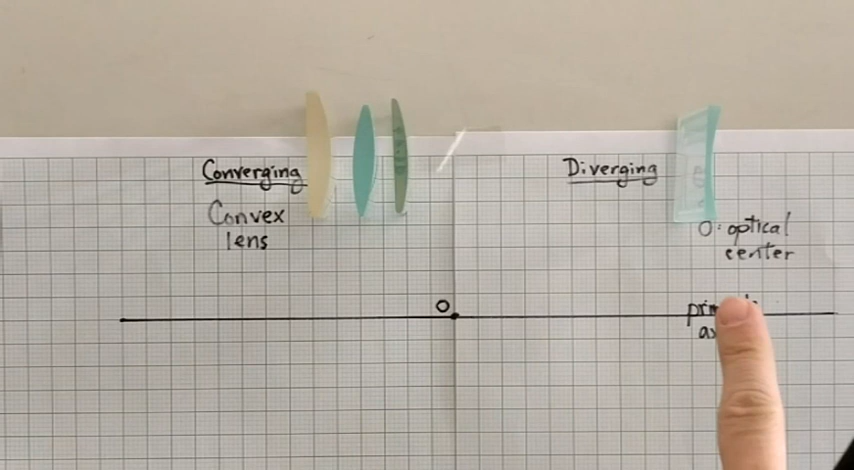 Converging
Convex
lens
Diverging
O: optical
center
O